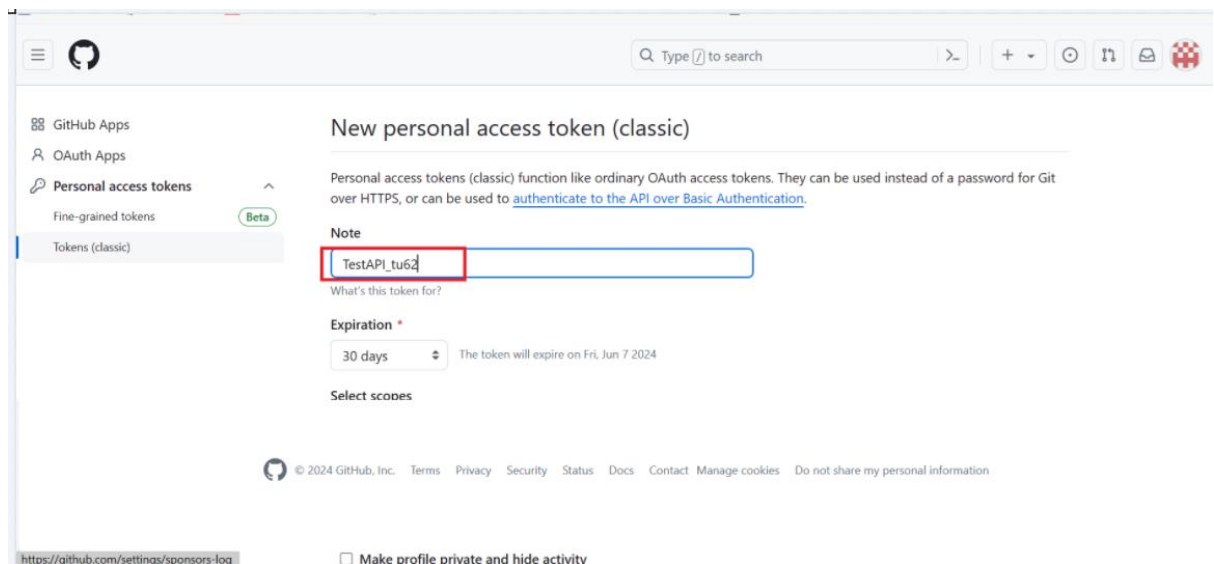 Type / to search
GitHub Apps
OAuth Apps
Personal access tokens
Fine-grained tokens Beta
Tokens (classic)
New personal access token (classic)
Personal access tokens (classic) function like ordinary OAuth access tokens. They can be used instead of a password for Git
over HTTPS, or can be used to authenticate to the API over Basic Authentication.
Note
TestAPI_tu62
What's this token for?
Expiration *
30 days The token will expire on Fri, Jun 7 2024
Select scopes
© 2024 GitHub, Inc. Terms Privacy Security Status Docs Contact Manage cookies Do not share my personal information
https://github.com/settings/sponsors-log
Make profile private and hide activity